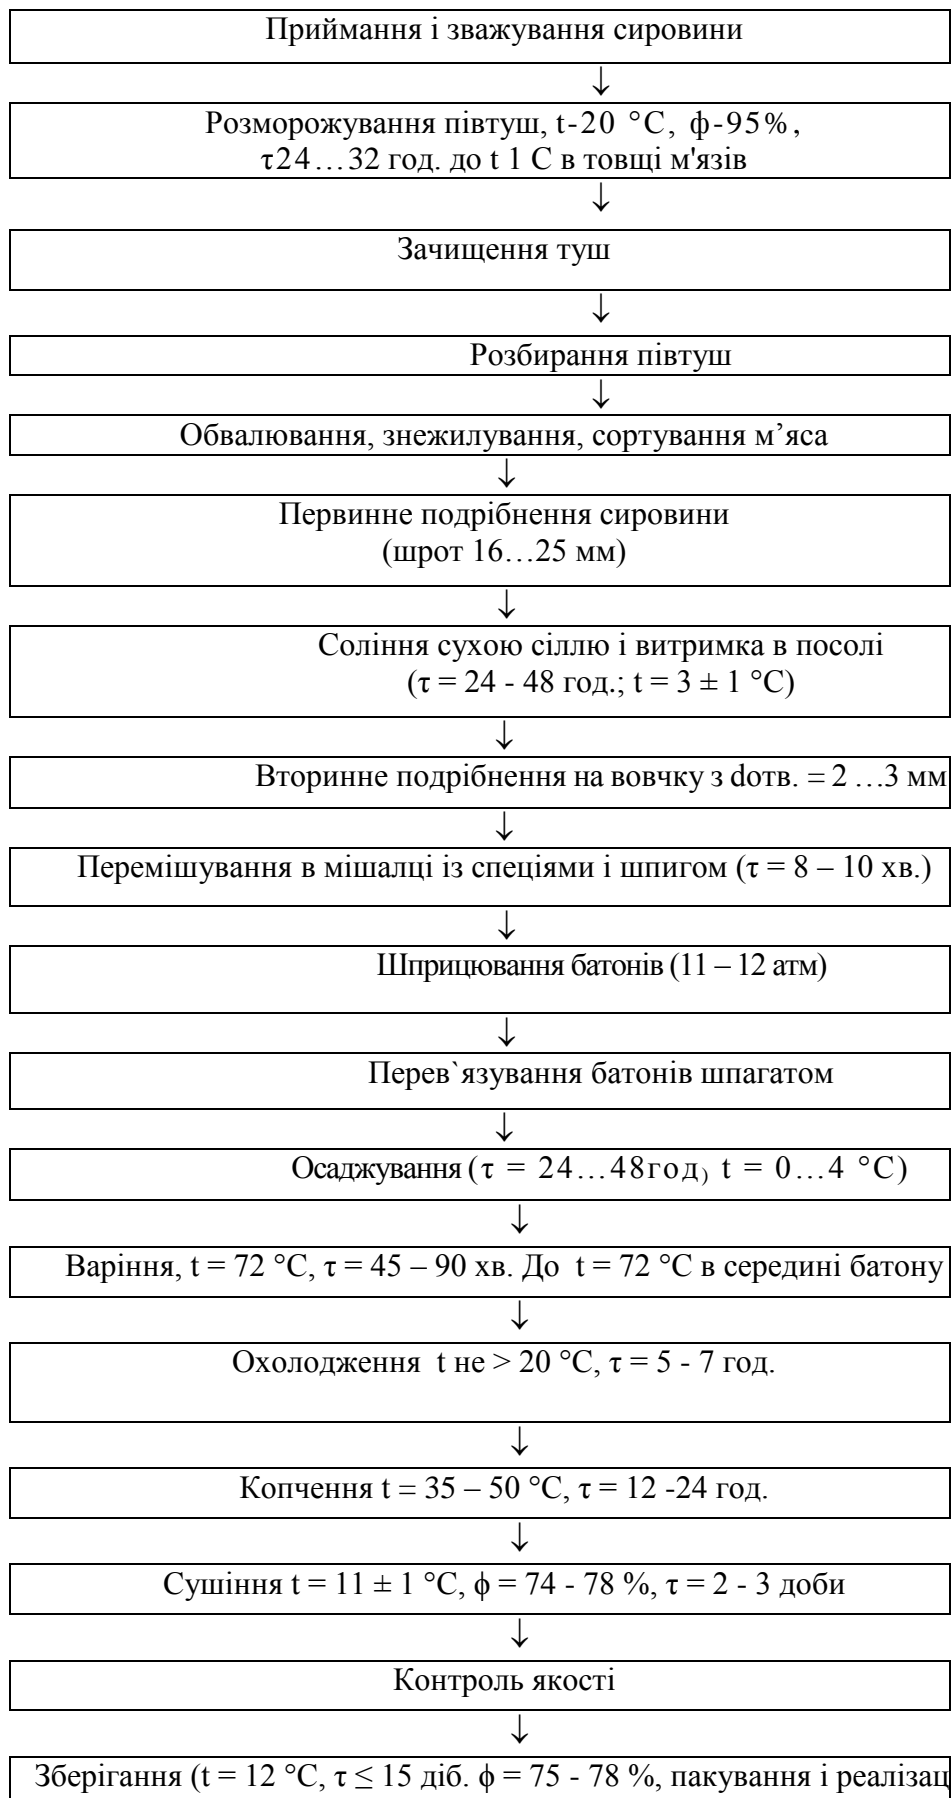 Приймання і зважування сировини
↓
Розморожування півтуш, t-20 °С, ф-95%,
τ24…32 год. до t 1 С в товщі м'язів
↓
Зачищення туш
↓
Розбирання півтуш
↓
Обвалювання, знежилування, сортування м’яса
↓
Первинне подрібнення сировини
(шрот 16…25 мм)
↓
Соління сухою сіллю і витримка в посолі
(τ = 24 - 48 год.; t = 3 ± 1 °С)
↓
Вторинне подрібнення на вовчку з dотв. = 2 …3 мм
↓
Перемішування в мішалці із спеціями і шпигом (τ = 8 – 10 хв.)
↓
Шприцювання батонів (11 – 12 атм)
↓
Перев`язування батонів шпагатом
↓
Осаджування (τ = 24…48год, t = 0…4 °С)
↓
Варіння, t = 72 °С, τ = 45 – 90 хв. До t = 72 °С в середині батону
↓
Охолодження t не > 20 °С, τ = 5 - 7 год.
↓
Копчення t = 35 – 50 °С, τ = 12 -24 год.
↓
Сушіння t = 11 ± 1 °С, ϕ = 74 - 78 %, τ = 2 - 3 доби
↓
Контроль якості
↓
Зберігання (t = 12 °С, τ ≤ 15 діб. ϕ = 75 - 78 %, пакування і реалізац